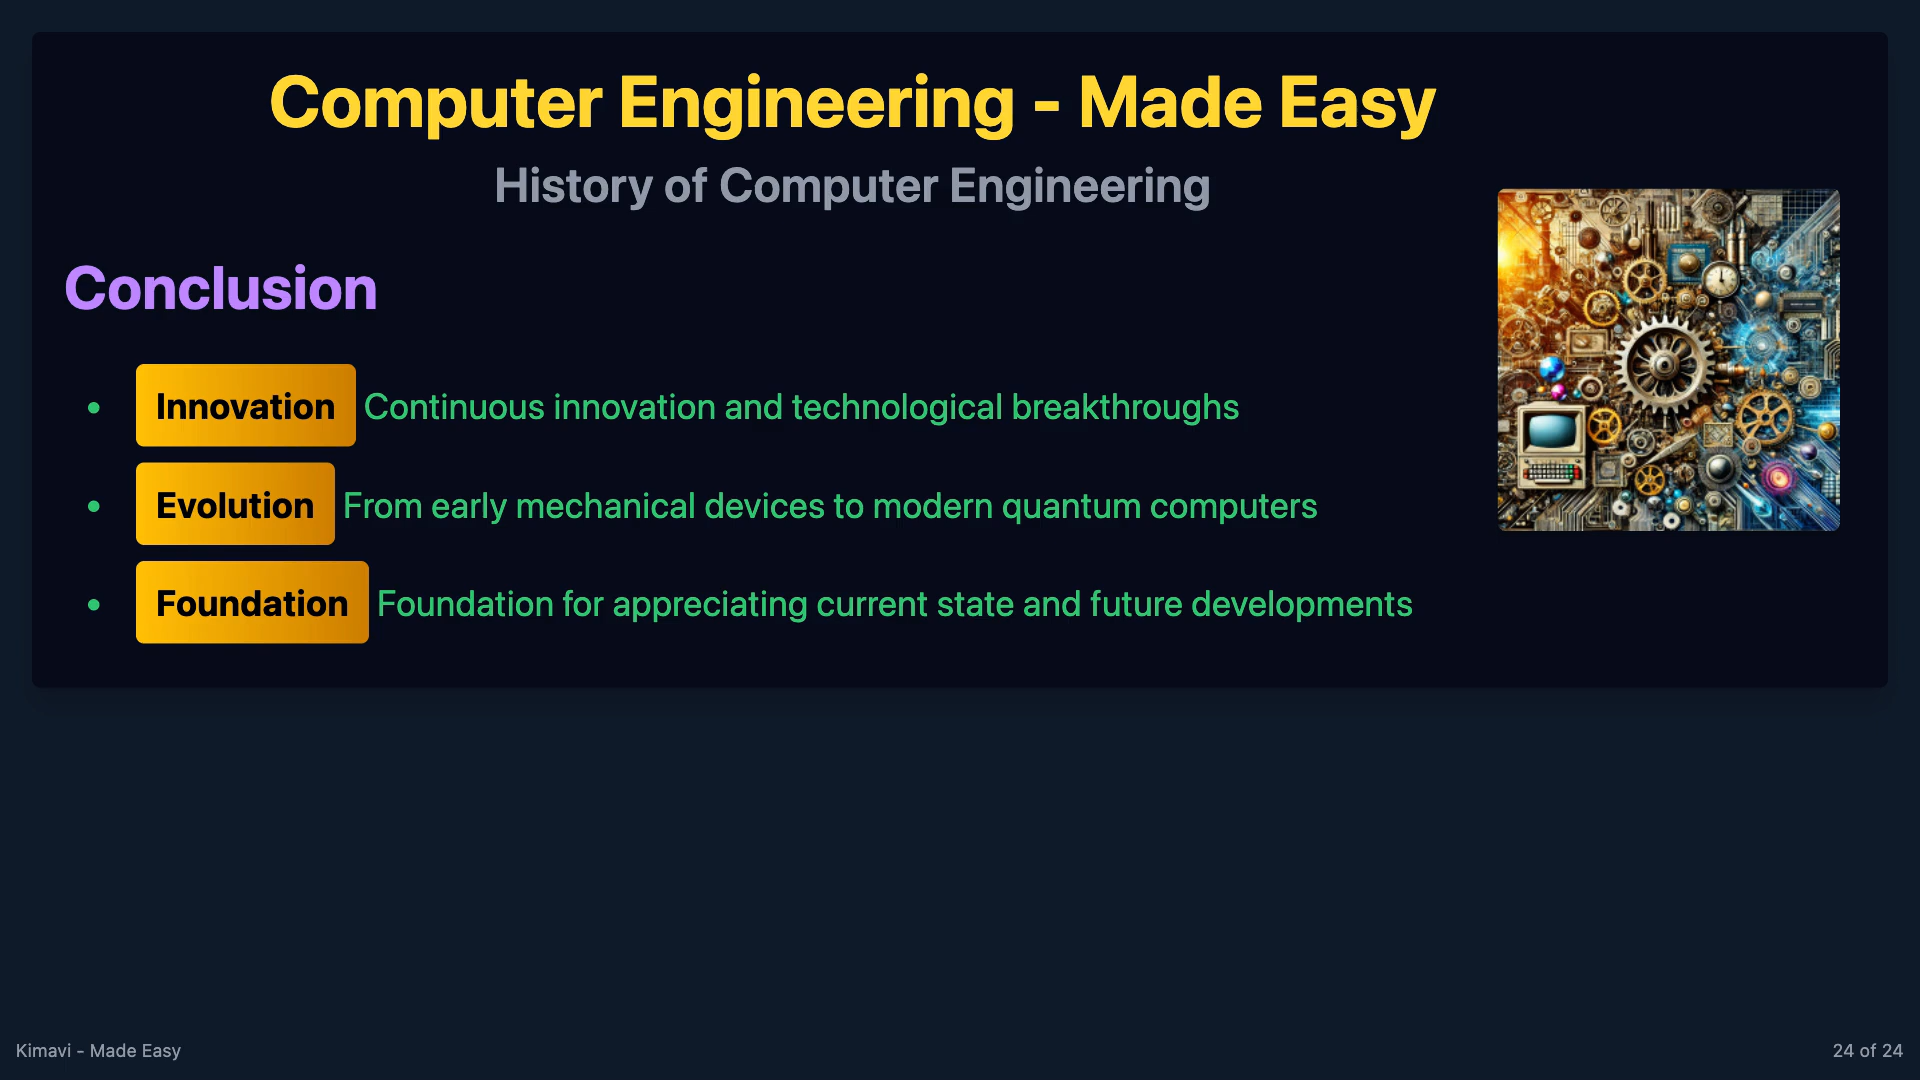 Computer Engineering - Made Easy
History of Computer Engineering
Conclusion
• Innovation Continuous innovation and technological breakthroughs
• Evolution From early mechanical devices to modern quantum computers
• Foundation Foundation for appreciating current state and future developments
Kimavi - Made Easy
24 of 24